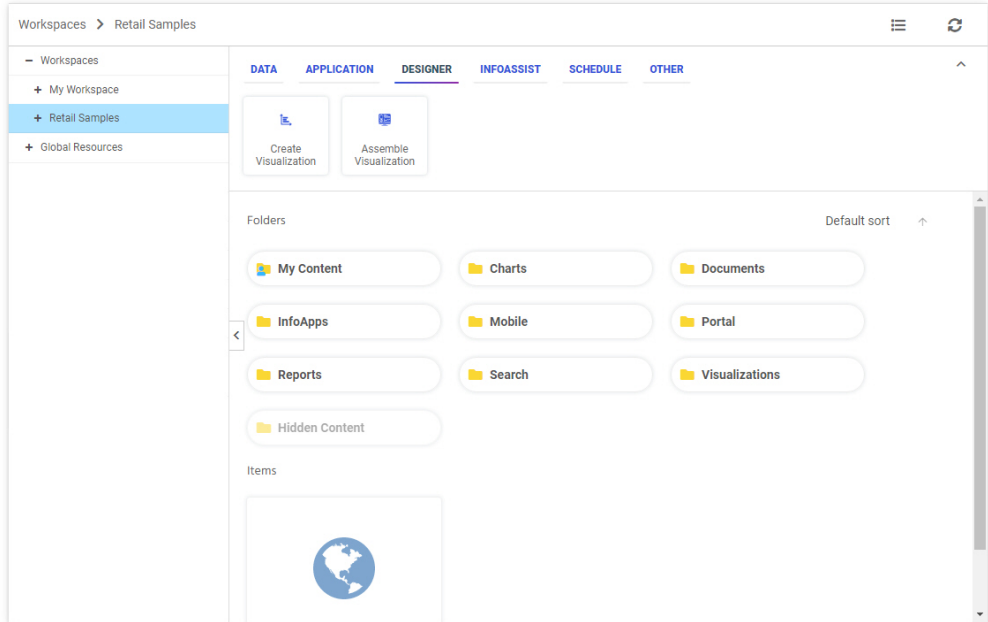 Workspaces > Retail Samples
− Workspaces
+ My Workspace
+ Retail Samples
+ Global Resources
DATA APPLICATION DESIGNER INFOASSIST SCHEDULE OTHER
Create Visualization
Assemble Visualization
Folders
Default sort ↑
My Content
Charts
Documents
InfoApps
Mobile
Portal
Reports
Search
Visualizations
Hidden Content
Items